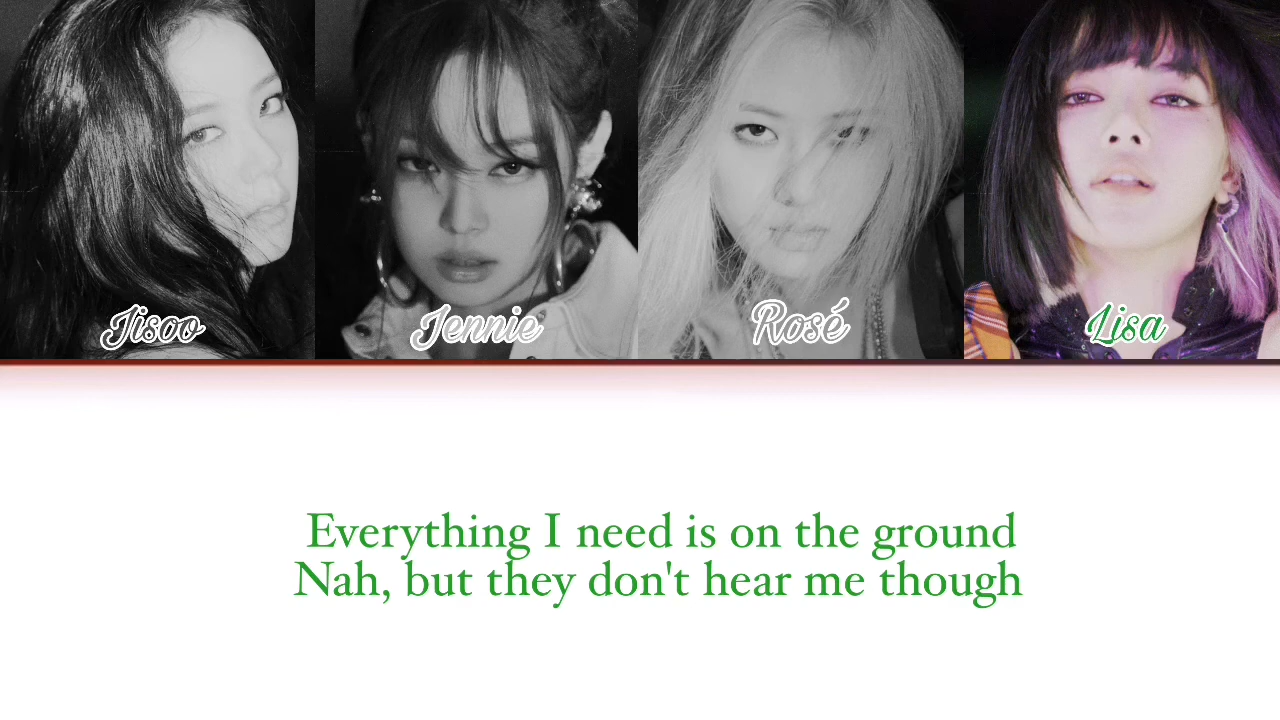 Jisoo
Jennie
Rosé
Lisa
Everything I need is on the ground
Nah, but they don't hear me though